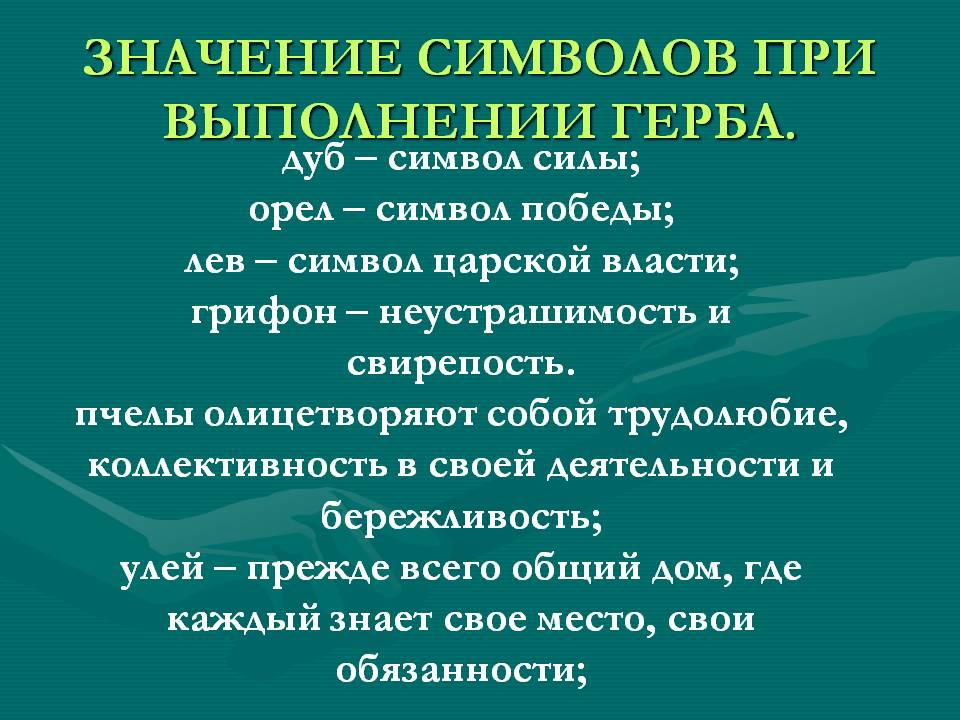 ЗНАЧЕНИЕ СИМВОЛОВ ПРИ
ВЫПОЛНЕНИИ ГЕРБА.
дуб – символ силы;
орел – символ победы;
лев – символ царской власти;
грифон – неустрашимость и
свирепость.
пчелы олицетворяют собой трудолюбие,
коллективность в своей деятельности и
бережливость;
улей – прежде всего общий дом, где
каждый знает свое место, свои
обязанности;